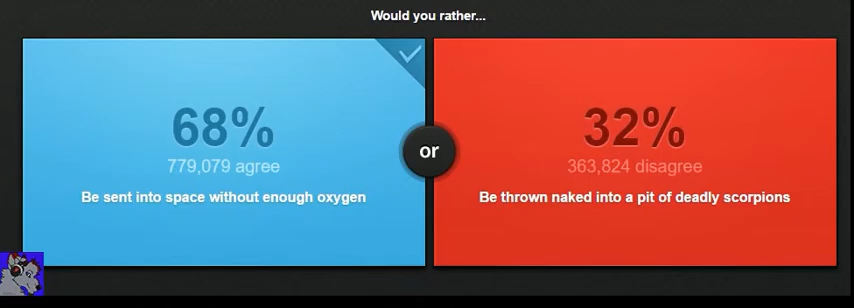 Would you rather...
68%
779,079 agree
Be sent into space without enough oxygen
or
32%
363,824 disagree
Be thrown naked into a pit of deadly scorpions